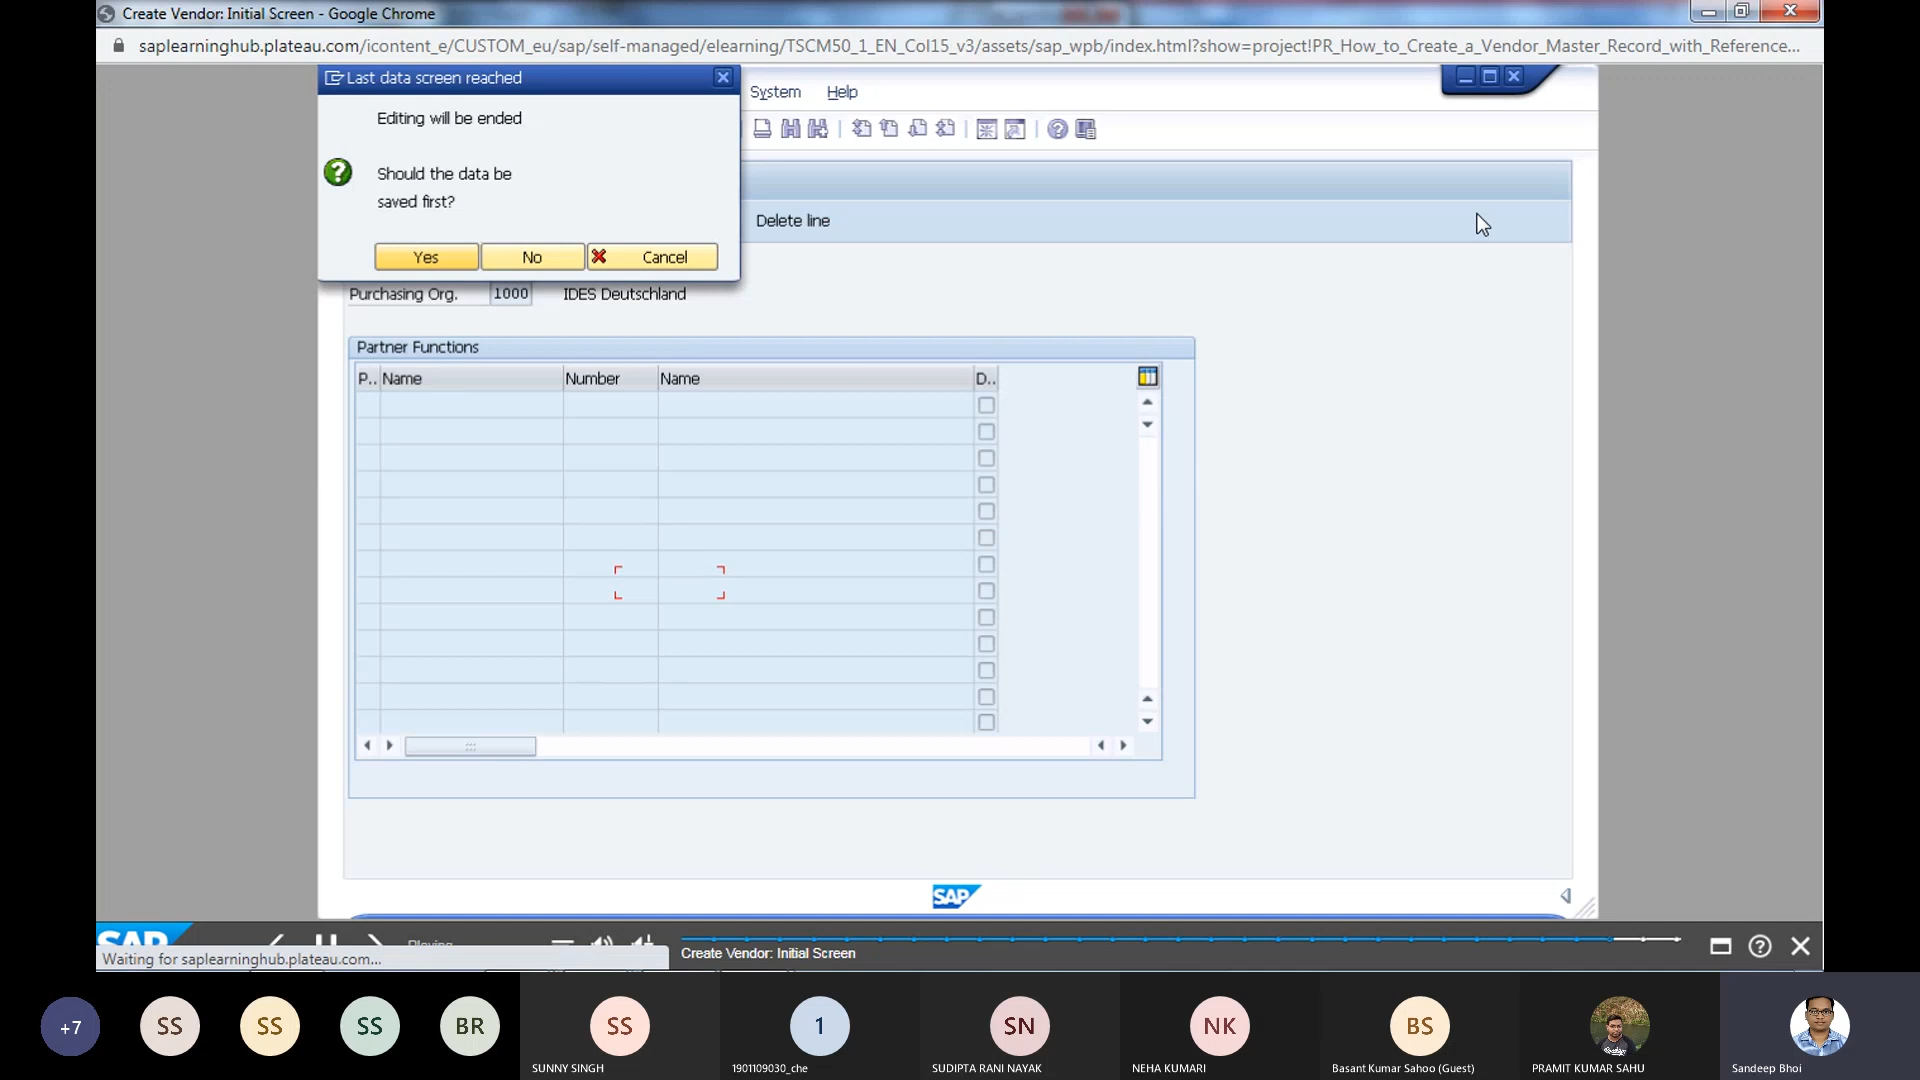 Create Vendor: Initial Screen - Google Chrome
saplearninghub.plateau.com/icontent_e/CUSTOM_eu/sap/self-managed/elearning/TSCM50_1_EN_Col15_v3/assets/sap_wpb/index.html?show=project!PR_How_to_Create_a_Vendor_Master_Record_with_Reference...
Last data screen reached
System Help
Editing will be ended
Should the data be
saved first?
Delete line
Yes No Cancel
Purchasing Org. 1000 IDES Deutschland
Partner Functions
P.. Name Number Name D..
SAP
SAP
Playing
Create Vendor: Initial Screen
Waiting for saplearninghub.plateau.com...
+7 SS SS SS BR SS 1 SN NK BS
SUNNY SINGH 1901109030_che SUDIPTA RANI NAYAK NEHA KUMARI Basant Kumar Sahoo (Guest) PRAMIT KUMAR SAHU Sandeep Bhoi